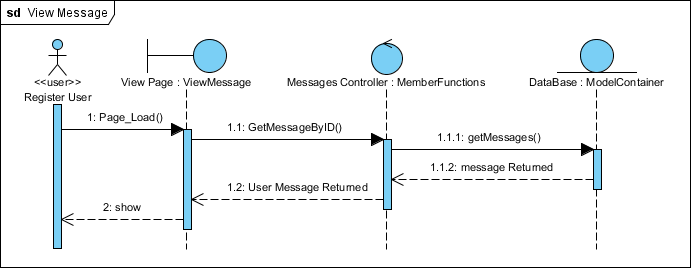 sd View Message
<<user>>
Register User
View Page : ViewMessage
Messages Controller : MemberFunctions
DataBase : ModelContainer
1: Page_Load()
1.1: GetMessageByID()
1.1.1: getMessages()
1.1.2: message Returned
1.2: User Message Returned
2: show